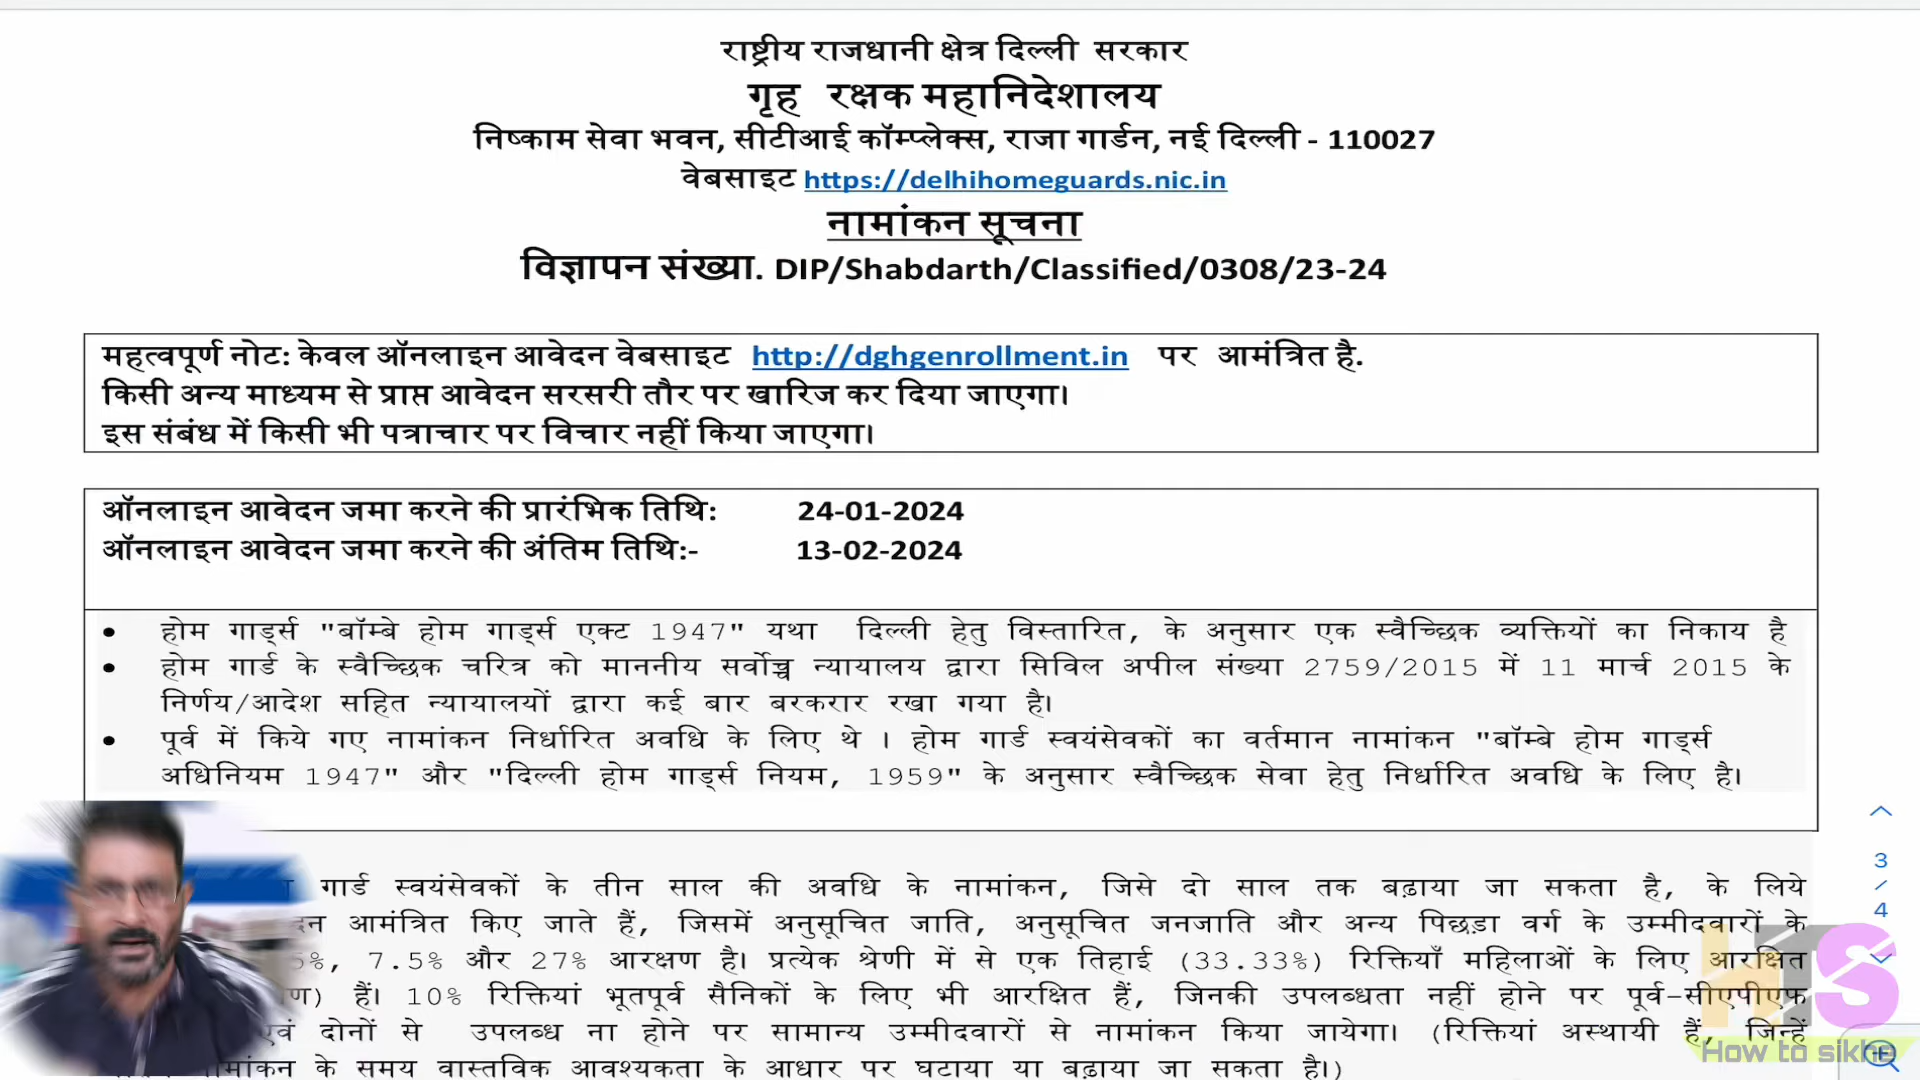 राष्ट्रीय राजधानी क्षेत्र दिल्ली सरकार
गृह रक्षक महानिदेशालय
निष्काम सेवा भवन, सीटीआई कॉम्प्लेक्स, राजा गार्डन, नई दिल्ली - 110027
वेबसाइट https://delhihomeguards.nic.in
नामांकन सूचना
विज्ञापन संख्या. DIP/Shabdarth/Classified/0308/23-24
महत्वपूर्ण नोट: केवल ऑनलाइन आवेदन वेबसाइट http://dghgenrollment.in पर आमंत्रित है.
किसी अन्य माध्यम से प्राप्त आवेदन सरसरी तौर पर खारिज कर दिया जाएगा।
इस संबंध में किसी भी पत्राचार पर विचार नहीं किया जाएगा।
ऑनलाइन आवेदन जमा करने की प्रारंभिक तिथि: 24-01-2024
ऑनलाइन आवेदन जमा करने की अंतिम तिथि:- 13-02-2024
• होम गार्ड्स "बॉम्बे होम गार्ड्स एक्ट 1947" यथा दिल्ली हेतु विस्तारित, के अनुसार एक स्वैच्छिक व्यक्तियों का निकाय है
• होम गार्ड के स्वैच्छिक चरित्र को माननीय सर्वोच्च न्यायालय द्वारा सिविल अपील संख्या 2759/2015 में 11 मार्च 2015 के
निर्णय/आदेश सहित न्यायालयों द्वारा कई बार बरकरार रखा गया है।
• पूर्व में किये गए नामांकन निर्धारित अवधि के लिए थे । होम गार्ड स्वयंसेवकों का वर्तमान नामांकन "बॉम्बे होम गार्ड्स
अधिनियम 1947" और "दिल्ली होम गार्ड्स नियम, 1959" के अनुसार स्वैच्छिक सेवा हेतु निर्धारित अवधि के लिए है।
गार्ड स्वयंसेवकों के तीन साल की अवधि के नामांकन, जिसे दो साल तक बढ़ाया जा सकता है, के लिये
आमंत्रित किए जाते हैं, जिसमें अनुसूचित जाति, अनुसूचित जनजाति और अन्य पिछड़ा वर्ग के उम्मीदवारों के
5%, 7.5% और 27% आरक्षण है। प्रत्येक श्रेणी में से एक तिहाई (33.33%) रिक्तियाँ महिलाओं के लिए आरक्षित
हैं। 10% रिक्तियां भूतपूर्व सैनिकों के लिए भी आरक्षित हैं, जिनकी उपलब्धता नहीं होने पर पूर्व-सीएपीएफ
एवं दोनों से उपलब्ध ना होने पर सामान्य उम्मीदवारों से नामांकन किया जायेगा। (रिक्तियां अस्थायी हैं, जिन्हें
के समय वास्तविक आवश्यकता के आधार पर घटाया या बढ़ाया जा सकता है।)
3
/
4
HTS
How to sikhe